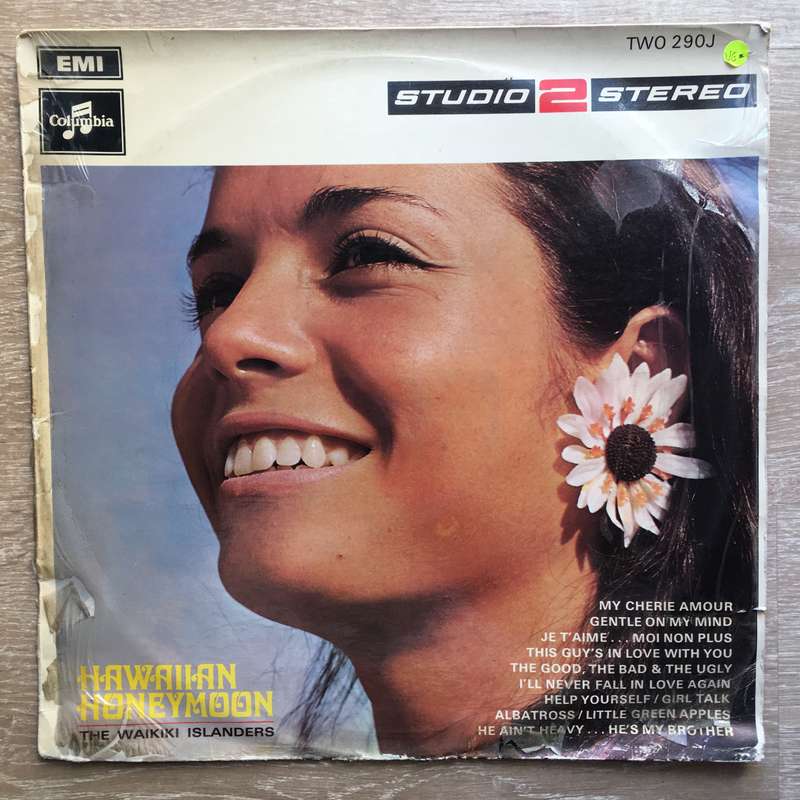 TWO 290J
EMI
Columbia
STUDIO 2 STEREO
MY CHERIE AMOUR
GENTLE ON MY MIND
JE T'AIME... MOI NON PLUS
THIS GUY'S IN LOVE WITH YOU
THE GOOD, THE BAD & THE UGLY
I'LL NEVER FALL IN LOVE AGAIN
HELP YOURSELF/GIRL TALK
ALBATROSS/LITTLE GREEN APPLES
HE AIN'T HEAVY... HE'S MY BROTHER
HAWAIIAN
HONEYMOON
THE WAIKIKI ISLANDERS